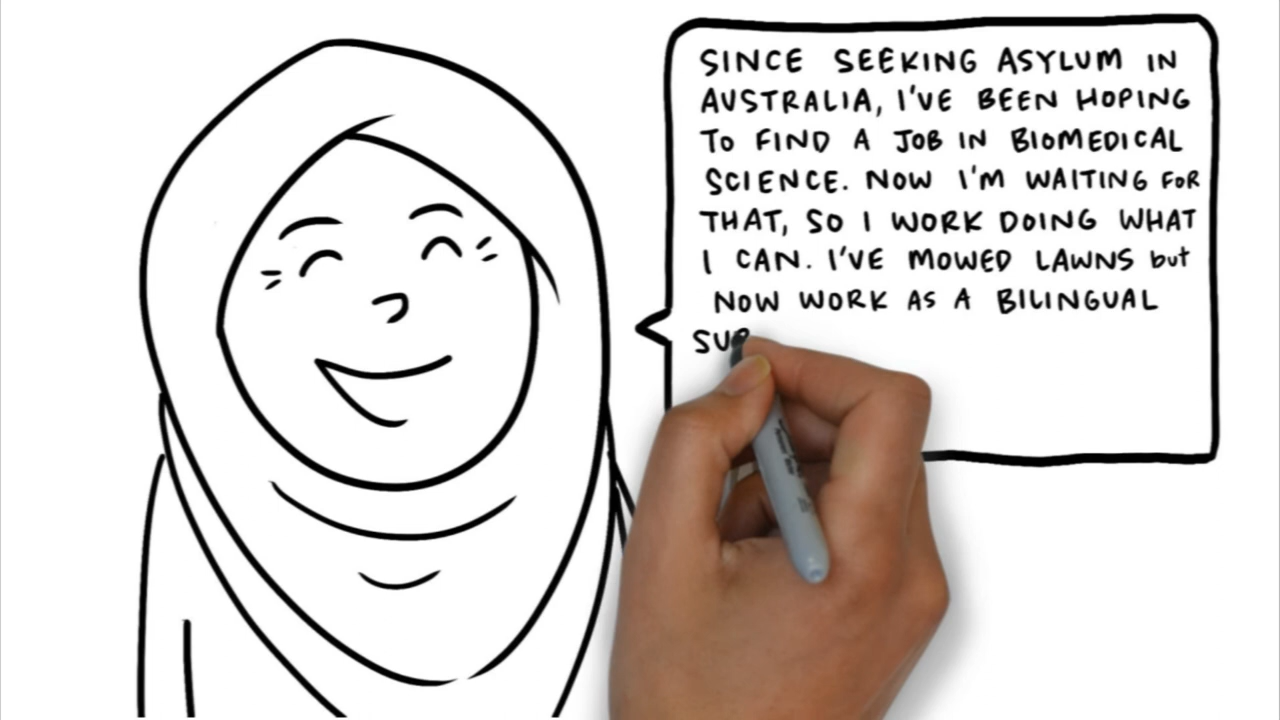 SINCE SEEKING ASYLUM IN
AUSTRALIA, I'VE BEEN HOPING
TO FIND A JOB IN BIOMEDICAL
SCIENCE. NOW I'M WAITING FOR
THAT, SO I WORK DOING WHAT
I CAN. I'VE MOWED LAWNS but
NOW WORK AS A BILINGUAL